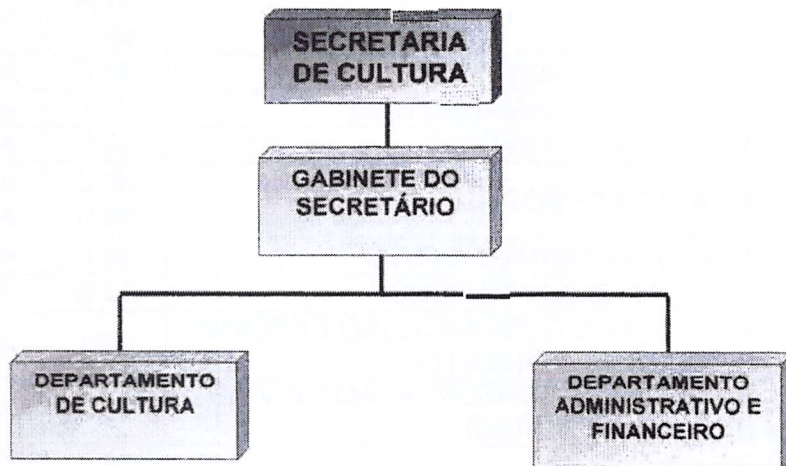 SECRETARIA
DE CULTURA
GABINETE DO
SECRETÁRIO
DEPARTAMENTO
DE CULTURA
DEPARTAMENTO
ADMINISTRATIVO E
FINANCEIRO